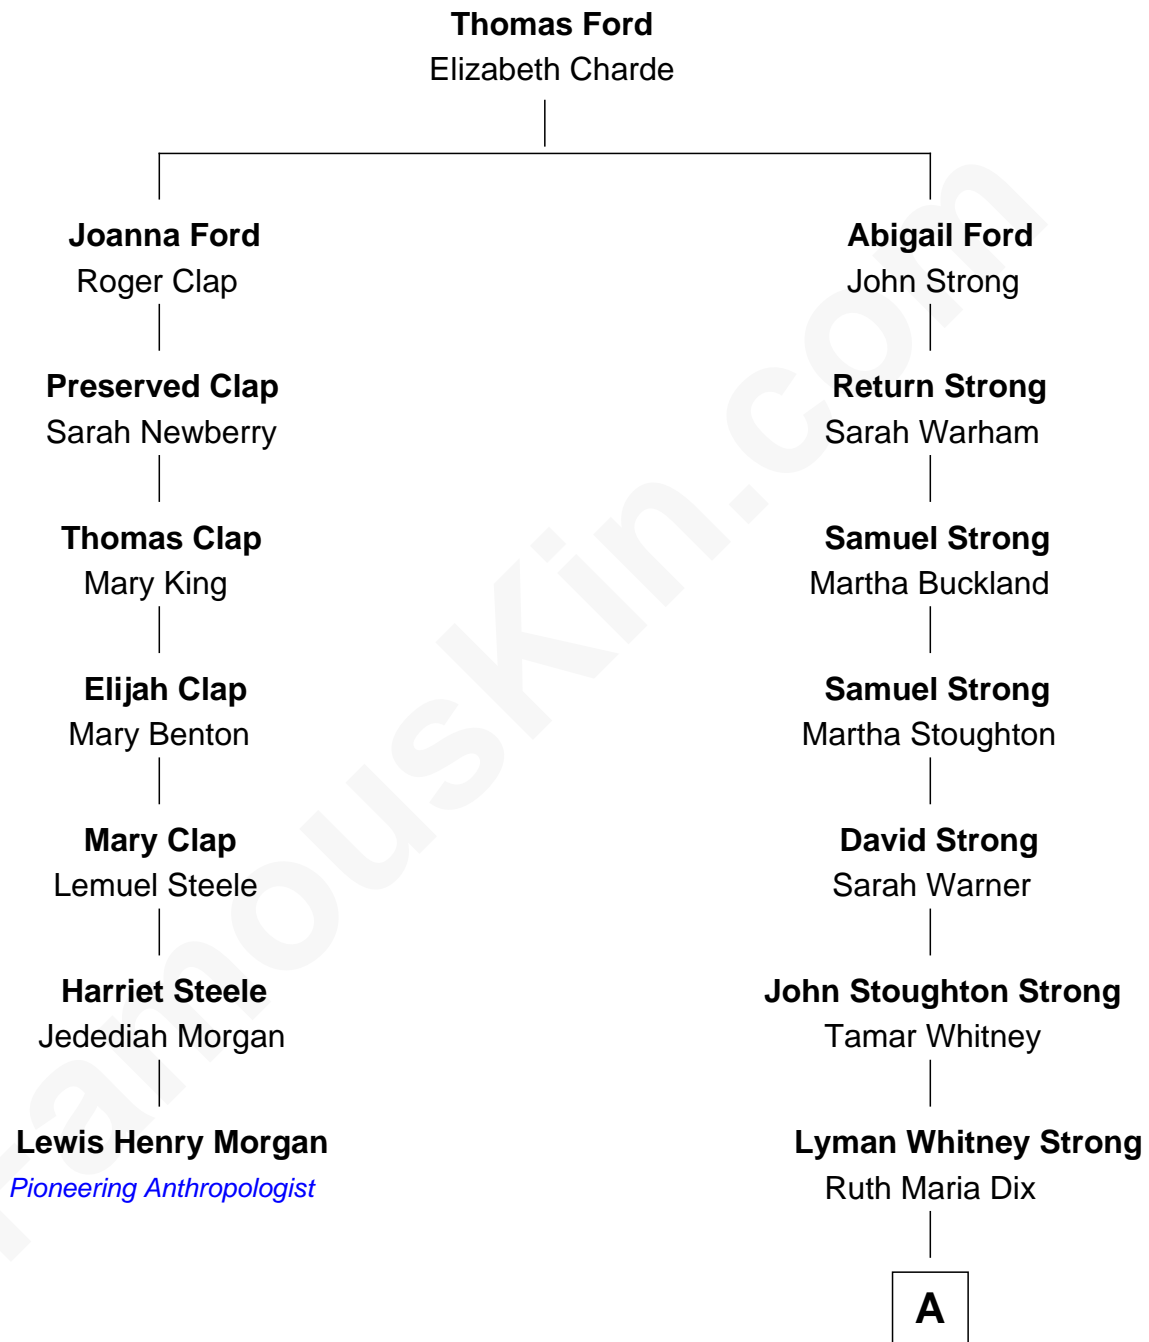 Thomas Ford
Elizabeth Charde
Joanna Ford
Roger Clap
Abigail Ford
John Strong
Preserved Clap
Sarah Newberry
Return Strong
Sarah Warham
Thomas Clap
Mary King
Samuel Strong
Martha Buckland
Elijah Clap
Mary Benton
Samuel Strong
Martha Stoughton
Mary Clap
Lemuel Steele
David Strong
Sarah Warner
Harriet Steele
Jedediah Morgan
John Stoughton Strong
Tamar Whitney
Lewis Henry Morgan
Pioneering Anthropologist
Lyman Whitney Strong
Ruth Maria Dix
A
FamousKin.com